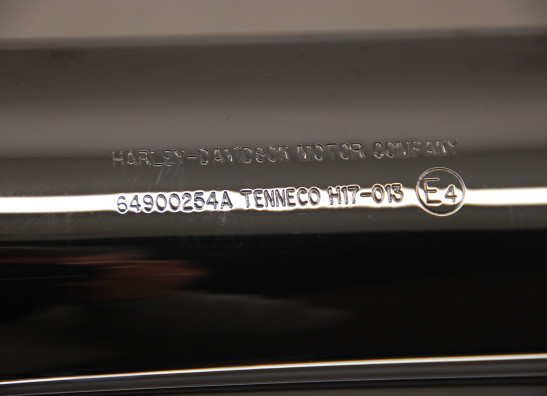 HARLEY-DAVIDSON MOTOR COMPANY
64900254A TENNECO H17-013 E4